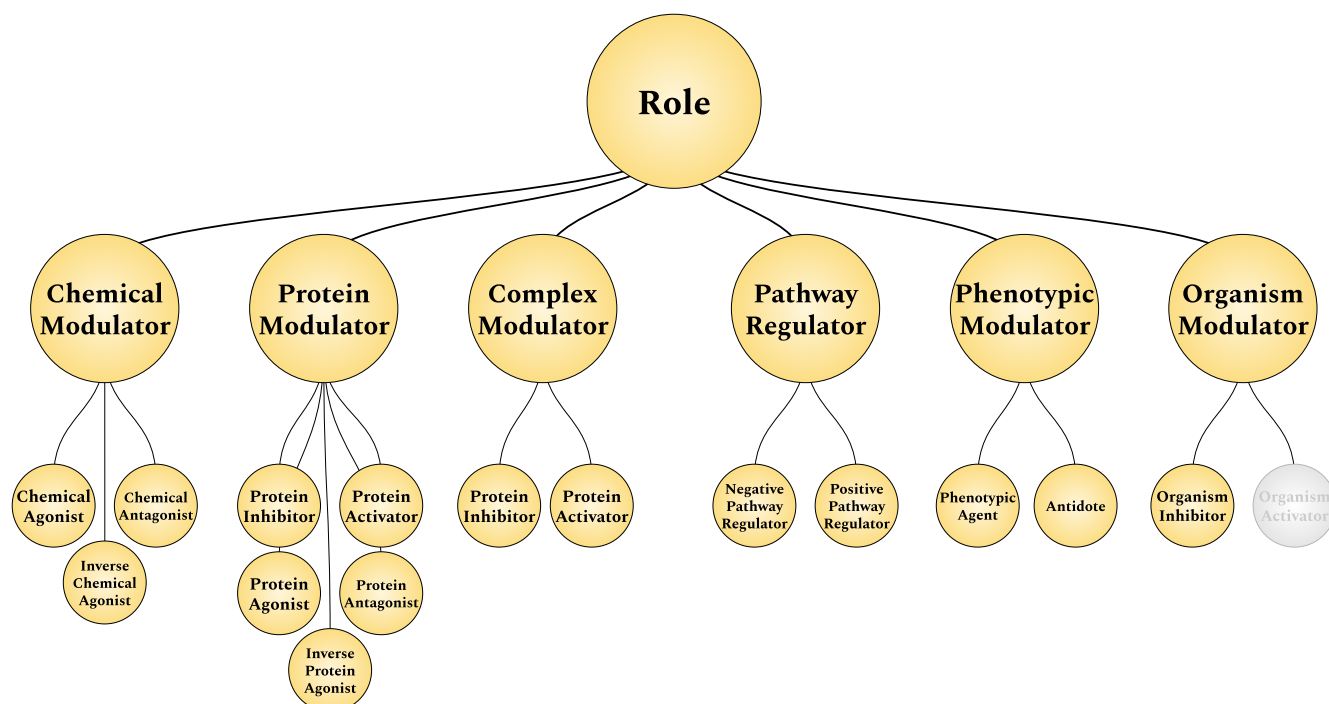 Role
Chemical
Modulator
Protein
Modulator
Complex
Modulator
Pathway
Regulator
Phenotypic
Modulator
Organism
Modulator
Chemical
Agonist
Chemical
Antagonist
Inverse
Chemical
Agonist
Protein
Inhibitor
Protein
Activator
Protein
Agonist
Protein
Antagonist
Inverse
Protein
Agonist
Protein
Inhibitor
Protein
Activator
Negative
Pathway
Regulator
Positive
Pathway
Regulator
Phenotypic
Agent
Antidote
Organism
Inhibitor
Organism
Activator